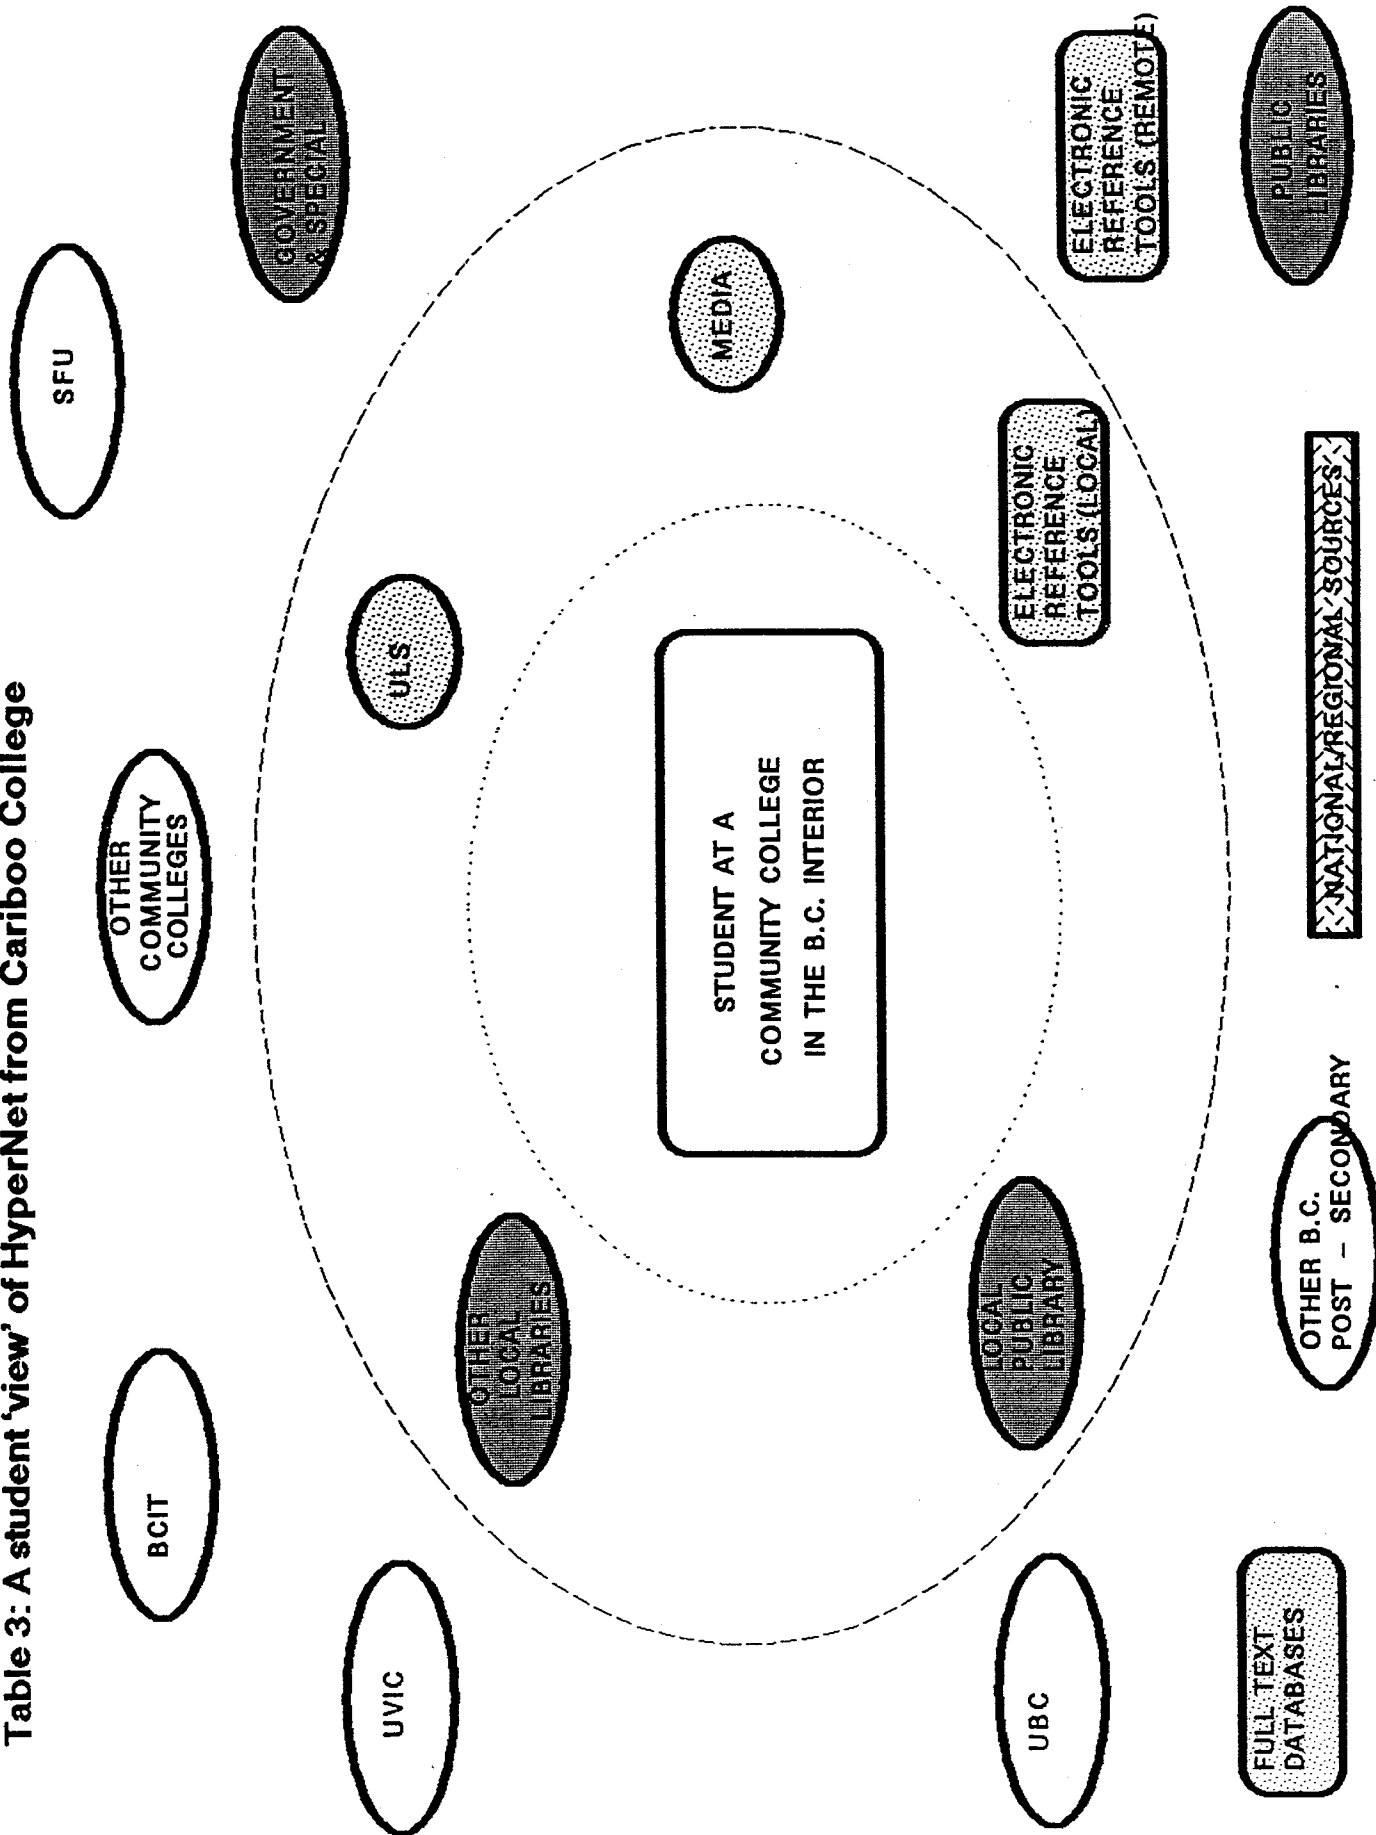 Table 3: A student 'view' of HyperNet from Cariboo College
SFU
BCIT
OTHER
COMMUNITY
COLLEGES
GOVERNMENT
& SPECIAL
UVIC
ULS
OTHER
LOCAL
LIBRARIES
MEDIA
STUDENT AT A
COMMUNITY COLLEGE
IN THE B.C. INTERIOR
LOCAL
PUBLIC
LIBRARY
ELECTRONIC
REFERENCE
TOOLS (LOCAL)
UBC
ELECTRONIC
REFERENCE
TOOLS (REMOTE)
FULL TEXT
DATABASES
OTHER B.C.
POST - SECONDARY
NATIONAL/REGIONAL SOURCES
PUBLIC
LIBRARIES